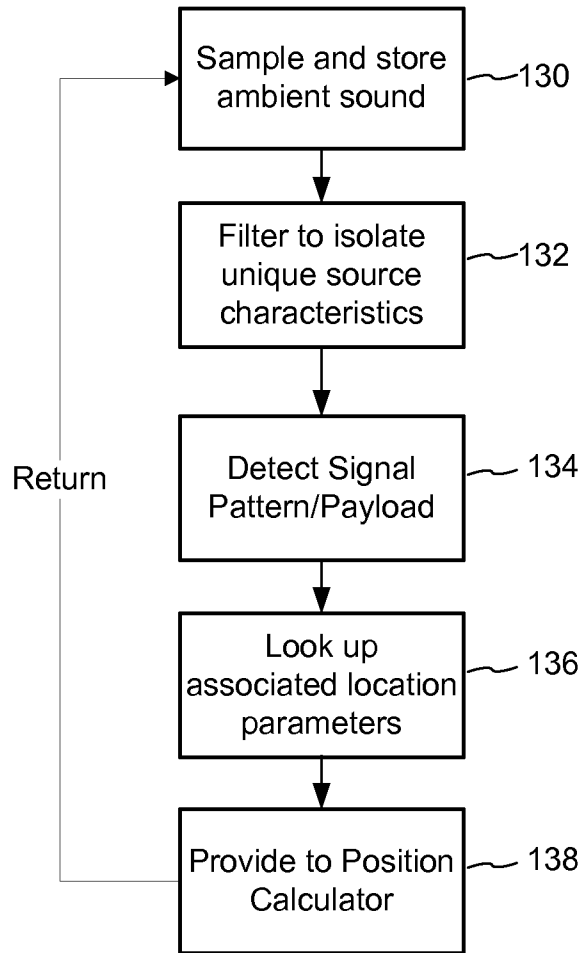 Sample and store
ambient sound
130
Filter to isolate
unique source
characteristics
132
Detect Signal
Pattern/Payload
134
Return
Look up
associated location
parameters
136
Provide to Position
Calculator
138